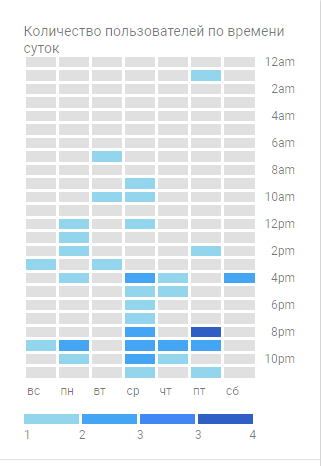 Количество пользователей по времени
суток
12am
2am
4am
6am
8am
10am
12pm
2pm
4pm
6pm
8pm
10pm
вс пн вт ср чт пт сб
1 2 3 3 4